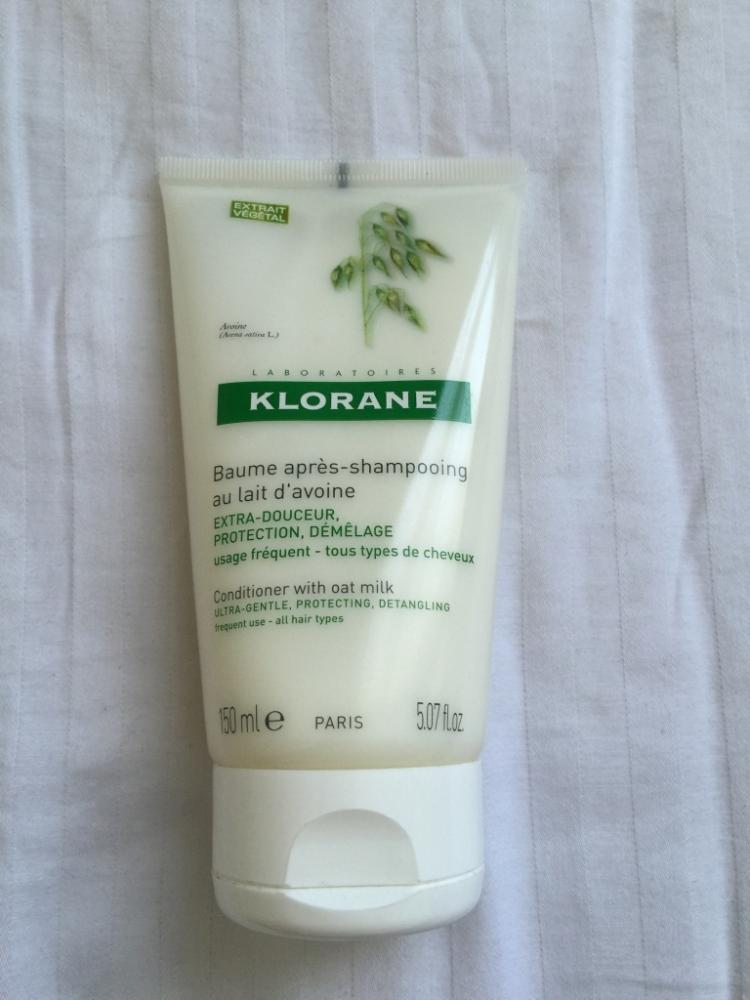 EXTRAIT
VÉGÉTAL
Avoine
(Avena sativa L.)
LABORATOIRES
KLORANE
Baume après-shampooing
au lait d'avoine
EXTRA-DOUCEUR,
PROTECTION, DÉMÊLAGE
usage fréquent - tous types de cheveux
Conditioner with oat milk
ULTRA-GENTLE, PROTECTING, DETANGLING
frequent use - all hair types
150 ml e PARIS 5.07 fl.oz.